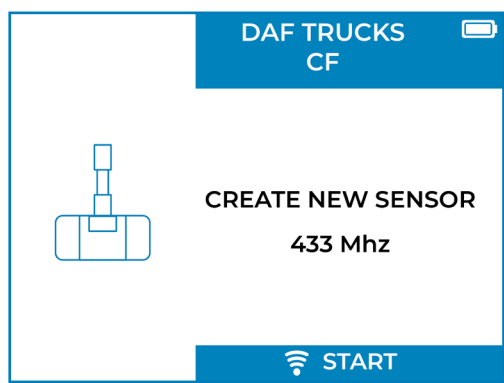 DAF TRUCKS
CF
CREATE NEW SENSOR
433 Mhz
START